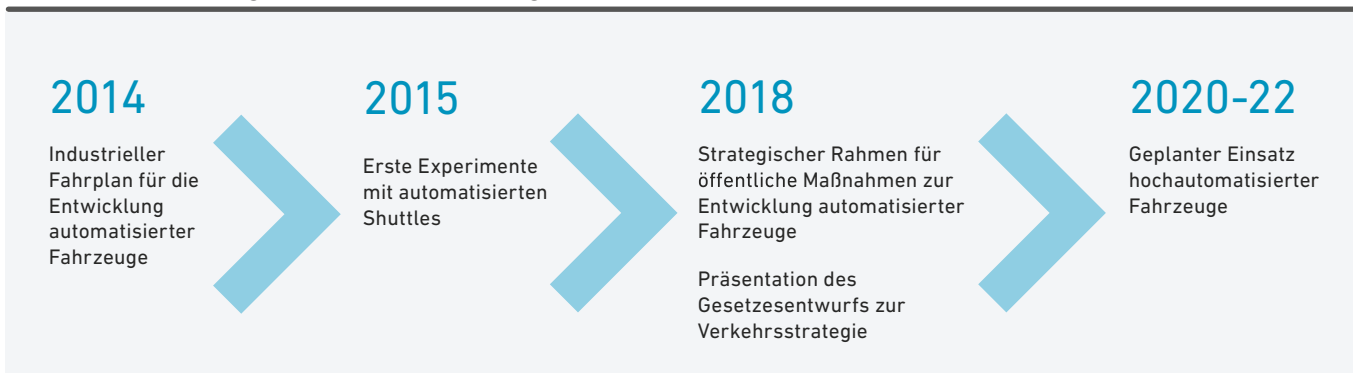 2014
Industrieller
Fahrplan für die
Entwicklung
automatisierter
Fahrzeuge
2015
Erste Experimente
mit automatisierten
Shuttles
2018
Strategischer Rahmen für
öffentliche Maßnahmen zur
Entwicklung automatisierter
Fahrzeuge
Präsentation des
Gesetzesentwurfs zur
Verkehrsstrategie
2020-22
Geplanter Einsatz
hochautomatisierter
Fahrzeuge